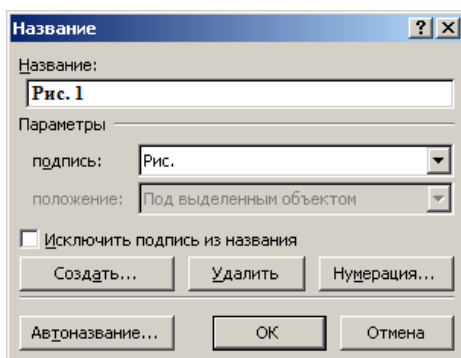 Название
Название:
Рис. 1
Параметры
подпись: Рис.
положение: Под выделенным объектом
Исключить подпись из названия
Создать... Удалить Нумерация...
Автоназвание... ОК Отмена